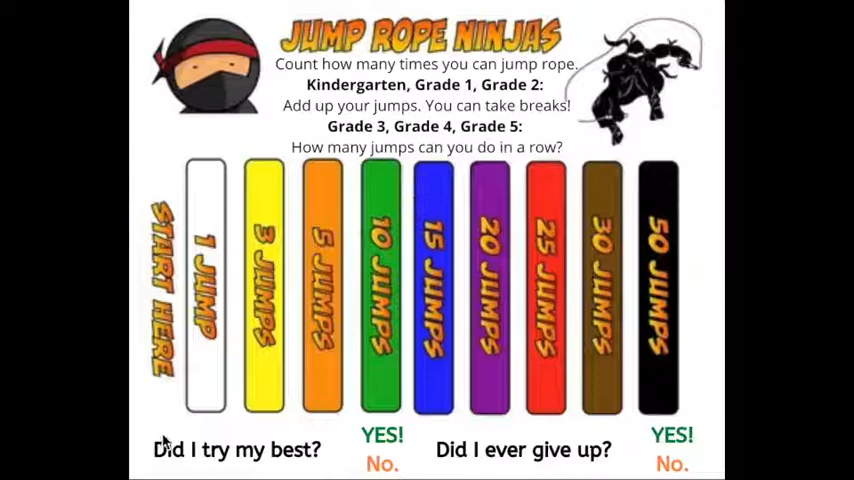 JUMP ROPE NINJAS
Count how many times you can jump rope.
Kindergarten, Grade 1, Grade 2:
Add up your jumps. You can take breaks!
Grade 3, Grade 4, Grade 5:
How many jumps can you do in a row?
START HERE
1 JUMP
3 JUMPS
5 JUMPS
10 JUMPS
15 JUMPS
20 JUMPS
25 JUMPS
30 JUMPS
50 JUMPS
Did I try my best?
YES!
No.
Did I ever give up?
YES!
No.